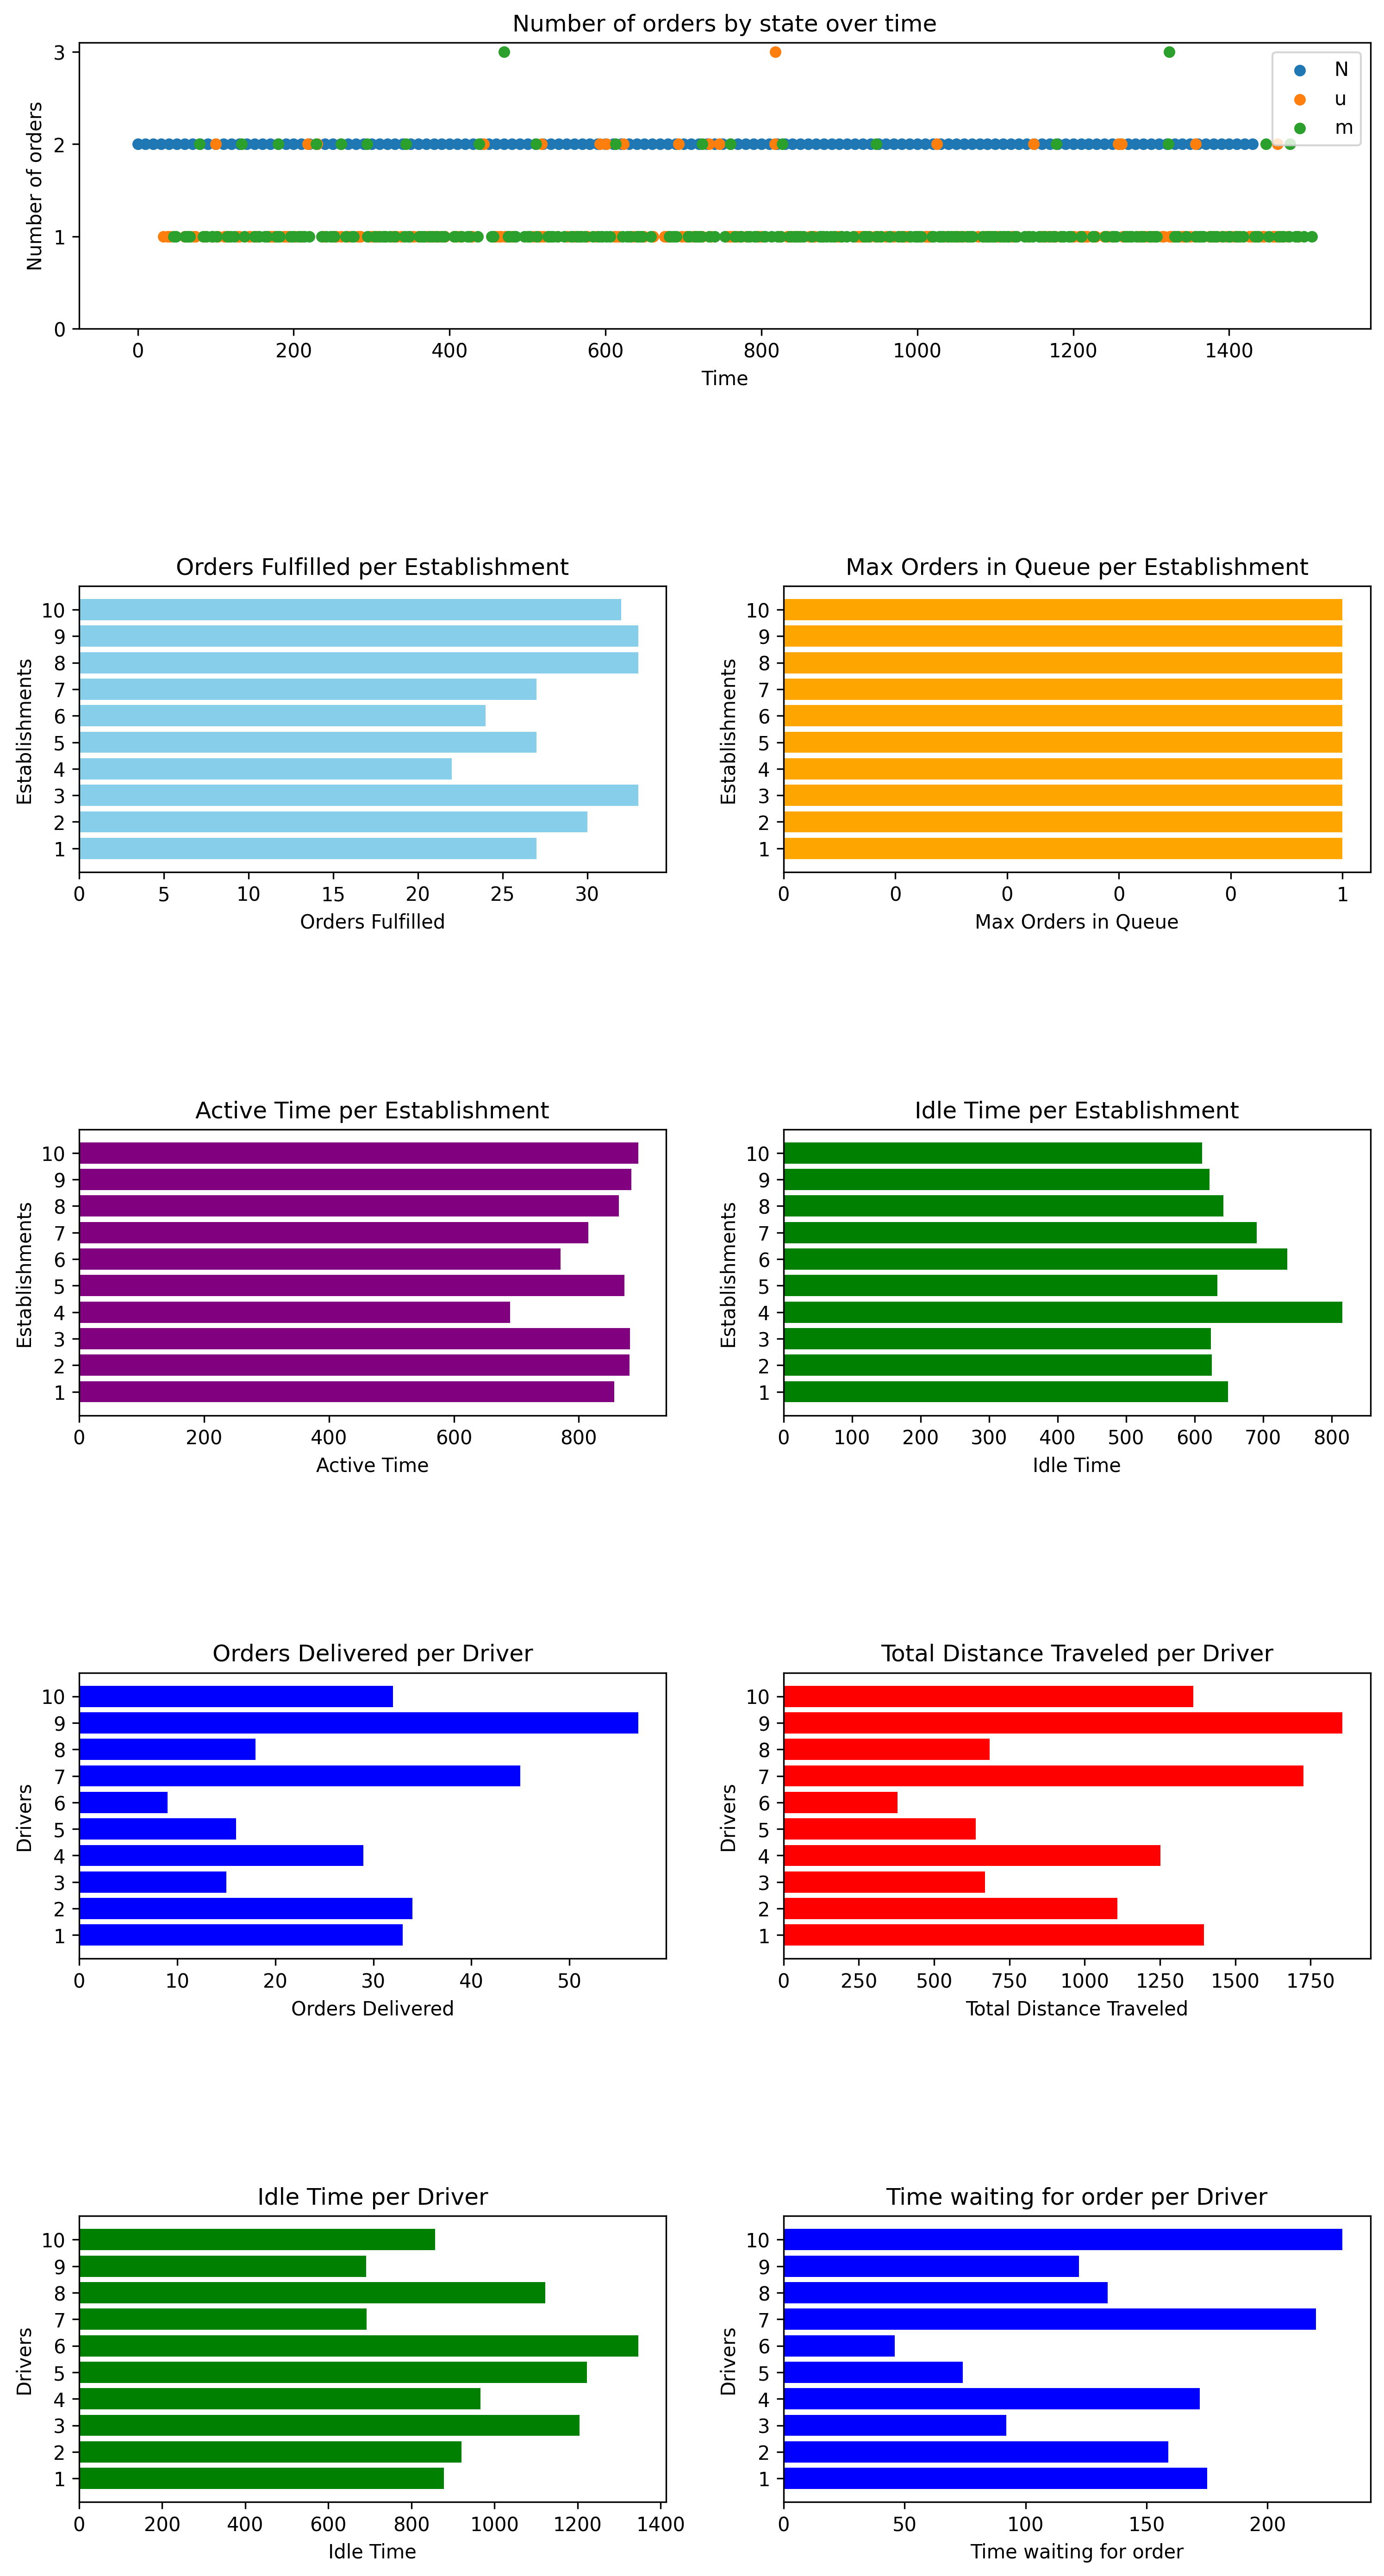 Number of orders by state over time
Number of orders
3
2
1
0
N
u
m
0 200 400 600 800 1000 1200 1400
Time
Orders Fulfilled per Establishment
Establishments
10
9
8
7
6
5
4
3
2
1
0 5 10 15 20 25 30
Orders Fulfilled
Max Orders in Queue per Establishment
Establishments
10
9
8
7
6
5
4
3
2
1
0 0 0 0 0 1
Max Orders in Queue
Active Time per Establishment
Establishments
10
9
8
7
6
5
4
3
2
1
0 200 400 600 800
Active Time
Idle Time per Establishment
Establishments
10
9
8
7
6
5
4
3
2
1
0 100 200 300 400 500 600 700 800
Idle Time
Orders Delivered per Driver
Drivers
10
9
8
7
6
5
4
3
2
1
0 10 20 30 40 50
Orders Delivered
Total Distance Traveled per Driver
Drivers
10
9
8
7
6
5
4
3
2
1
0 250 500 750 1000 1250 1500 1750
Total Distance Traveled
Idle Time per Driver
Drivers
10
9
8
7
6
5
4
3
2
1
0 200 400 600 800 1000 1200 1400
Idle Time
Time waiting for order per Driver
Drivers
10
9
8
7
6
5
4
3
2
1
0 50 100 150 200
Time waiting for order